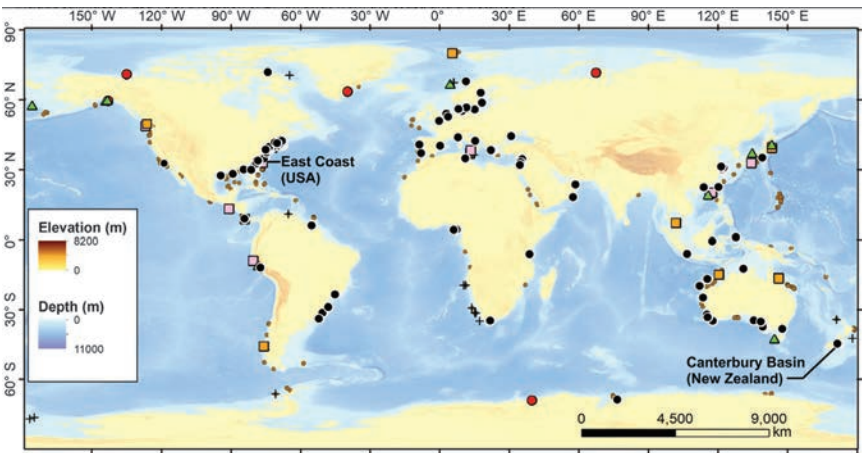 150° W 120° W 90° W 60° W 30° W 0° E 30° E 60° E 90° E 120° E 150° E
90°
60° N
30° N
East Coast
(USA)
Elevation (m)
8200
0
0°
Depth (m)
0
11000
30° S
Canterbury Basin
(New Zealand)
60° S
0 4,500 9,000
km